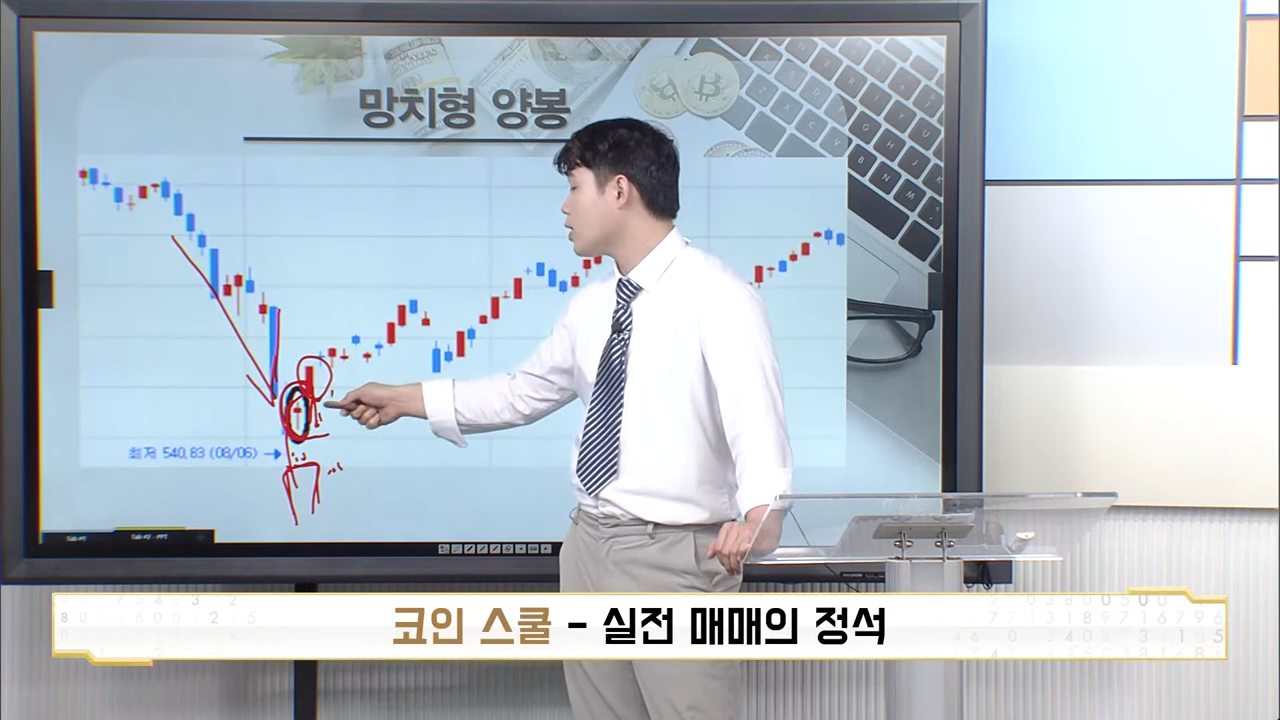 망치형 양봉
최저 540.83 (08/06) →
코인 스쿨 - 실전 매매의 정석